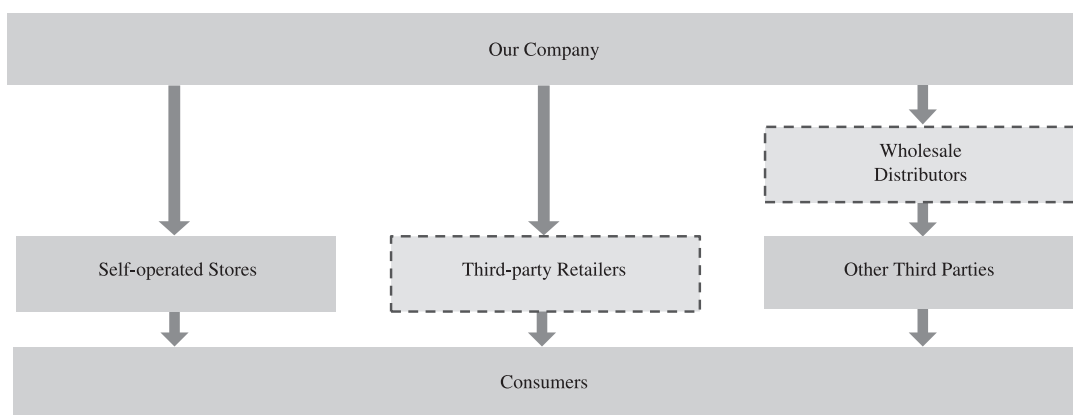 Our Company
Wholesale
Distributors
Self-operated Stores
Third-party Retailers
Other Third Parties
Consumers